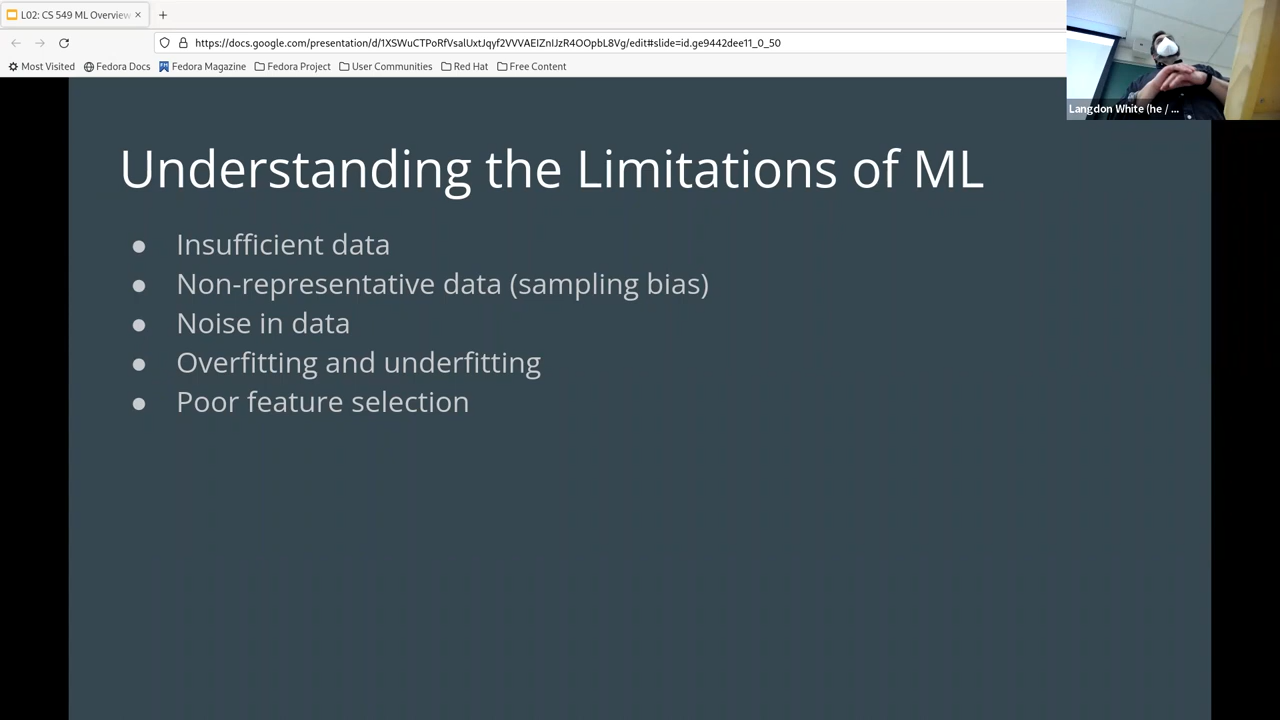 L02: CS 549 ML Overview
https://docs.google.com/presentation/d/1XSWuCTPoRfVsalUxtJqyf2VVVAEIZnIJzR4OOpbL8Vg/edit#slide=id.ge9442dee11_0_50
Most Visited Fedora Docs Fedora Magazine Fedora Project User Communities Red Hat Free Content
Langdon White (he / ...
Understanding the Limitations of ML
● Insufficient data
● Non-representative data (sampling bias)
● Noise in data
● Overfitting and underfitting
● Poor feature selection